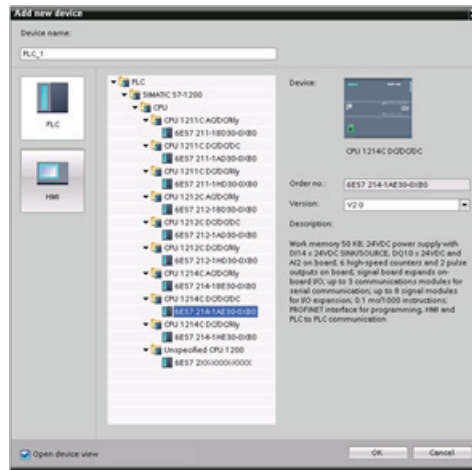 Add new device
Device name:
PLC_1
PLC
HMI
PLC
SIMATIC S7-1200
CPU
CPU 1211C AC/DC/Rly
6ES7 211-1BD30-0XB0
CPU 1211C DC/DC/DC
6ES7 211-1AD30-0XB0
CPU 1211C DC/DC/Rly
6ES7 211-1HD30-0XB0
CPU 1212C AC/DC/Rly
6ES7 212-1BD30-0XB0
CPU 1212C DC/DC/DC
6ES7 212-1AD30-0XB0
CPU 1212C DC/DC/Rly
6ES7 212-1HD30-0XB0
CPU 1214C AC/DC/Rly
6ES7 214-1BE30-0XB0
CPU 1214C DC/DC/DC
6ES7 214-1AE30-0XB0
CPU 1214C DC/DC/Rly
6ES7 214-1HE30-0XB0
Unspecified CPU 1200
6ES7 2XX-XXXXX-XXXX
Device:
CPU 1214C DC/DC/DC
Order no.:
6ES7 214-1AE30-0XB0
Version:
V2.0
Description:
Work memory 50 KB; 24VDC power supply with
DI14 x 24VDC SINK/SOURCE, DQ10 x 24VDC and
AI2 on board; 6 high-speed counters and 2 pulse
outputs on board; signal board expands on-
board I/O; up to 3 communications modules for
serial communication; up to 8 signal modules
for I/O expansion; 0.1 ms/1000 instructions;
PROFINET interface for programming, HMI and
PLC to PLC communication
Open device view
OK
Cancel